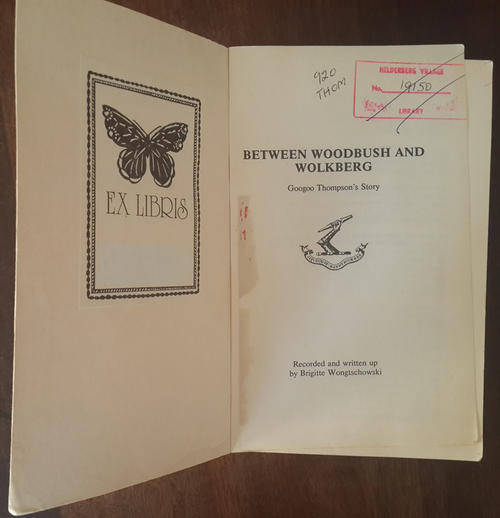 EX LIBRIS
920
THOM
HELDERBERG VILLAGE
No. 19150
LIBRARY
BETWEEN WOODBUSH AND
WOLKBERG
Googoo Thompson's Story
Recorded and written up
by Brigitte Wongtschowski